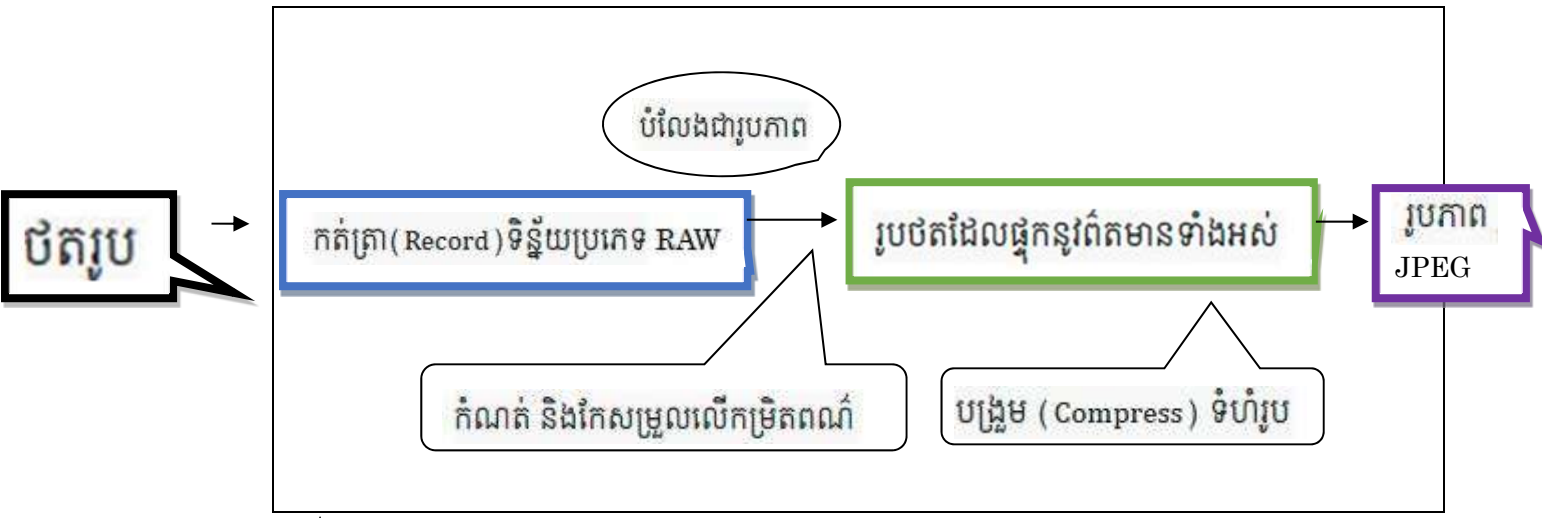 បំលែងជារូបភាព
ថតរូប
កត់ត្រា(Record)ទិន្ន័យប្រភេទ RAW
រូបថតដែលផ្ទុកនូវព័ត៌មានទាំងអស់
រូបភាព
JPEG
កំណត់ និងកែសម្រួលលើកម្រិតពណ៌
បង្រួម (Compress) ទំហំរូប